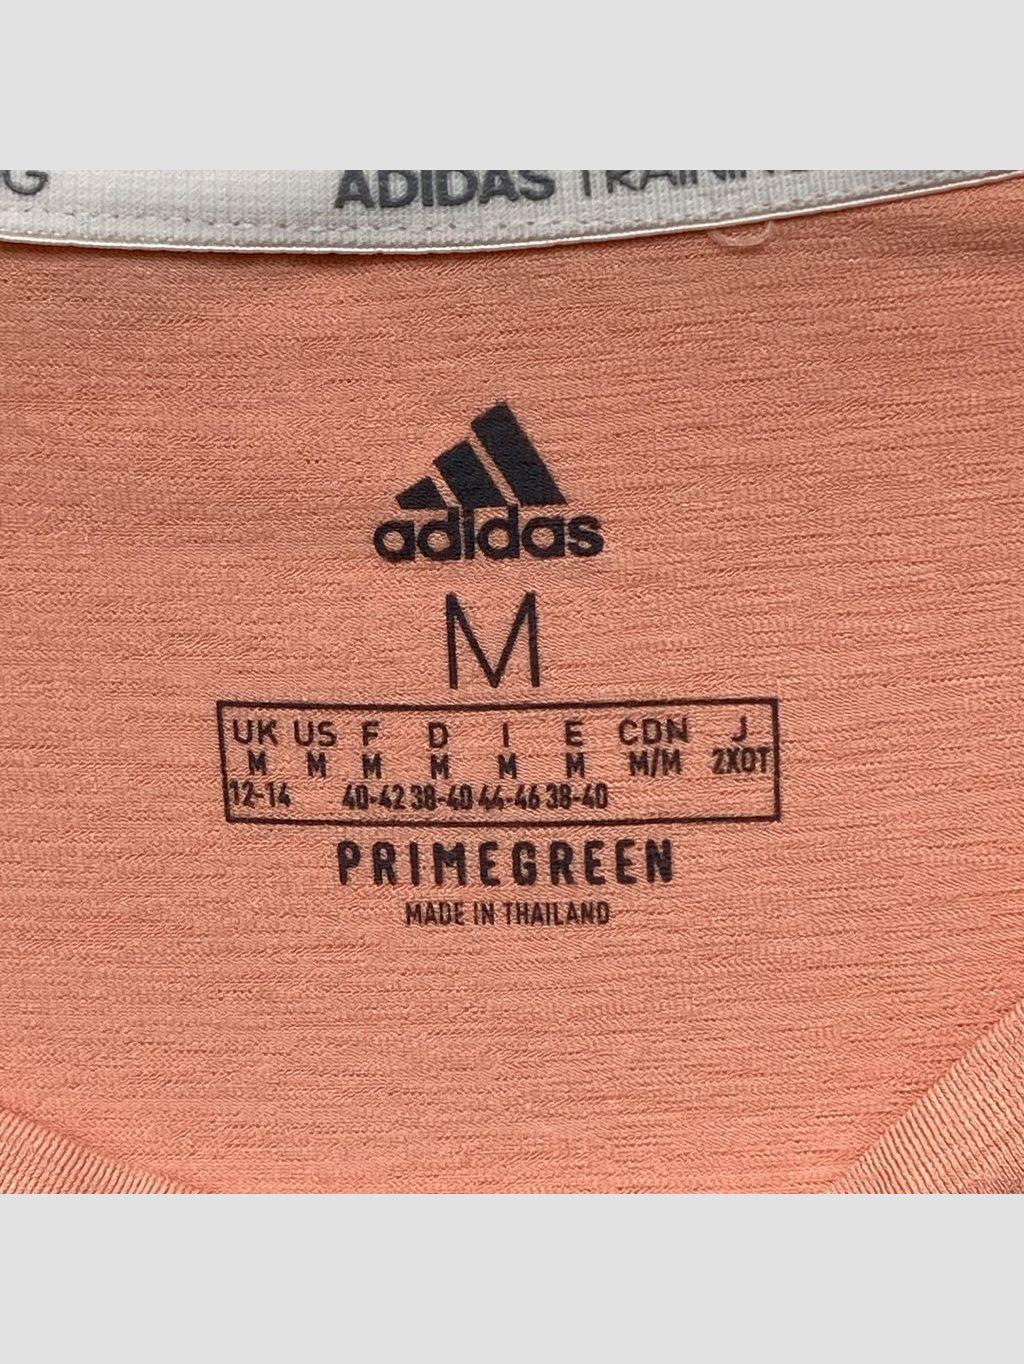 G ADIDAS TRAINING
adidas
M
UK US F D I E CDN J
M M M M M M M/M 2XOT
12-14 40-42 38-40 44-46 38-40
PRIMEGREEN
MADE IN THAILAND